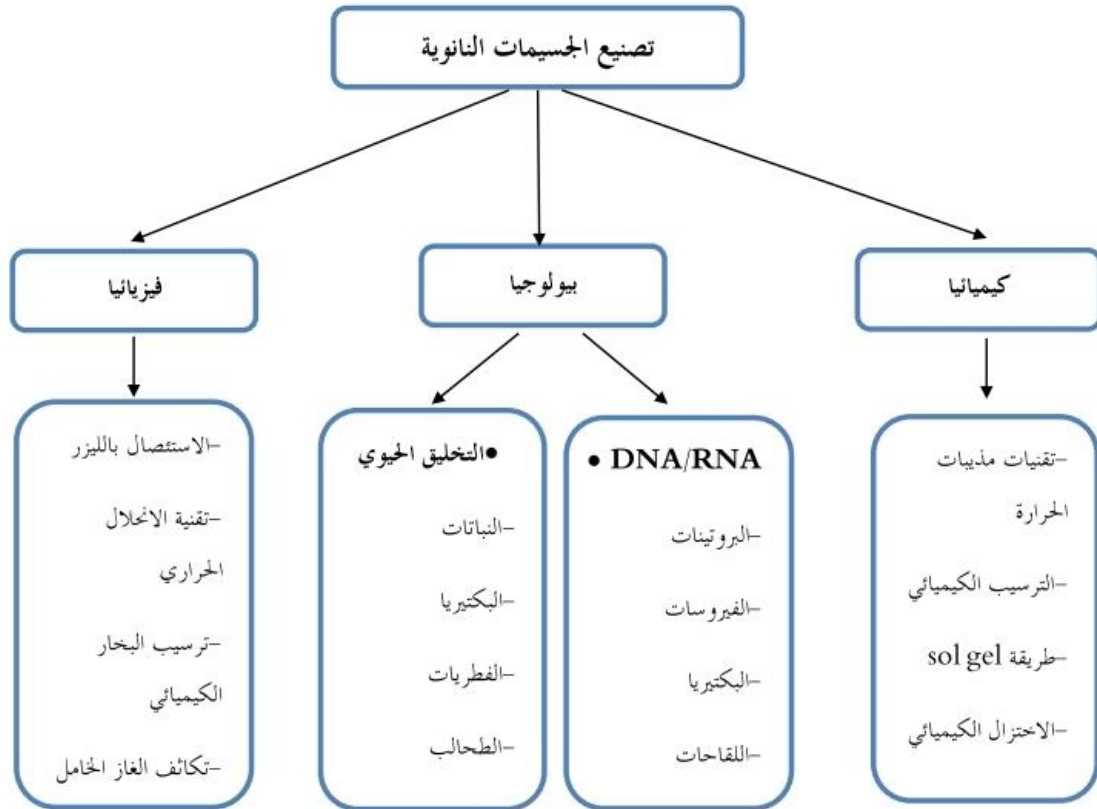 تصنيع الجسيمات النانوية
كيميائيا
بيولوجيا
فيزيائيا
–تقنيات مذيبات
الحرارة
–الترسيب الكيميائي
–طريقة sol gel
–الاختزال الكيميائي
• DNA/RNA
–البروتينات
–الفيروسات
–البكتيريا
–اللقاحات
•التخليق الحيوي
–النباتات
–البكتيريا
–الفطريات
–الطحالب
–الاستئصال بالليزر
–تقنية الانحلال
الحراري
–ترسيب البخار
الكيميائي
–تكاثف الغاز الخامل